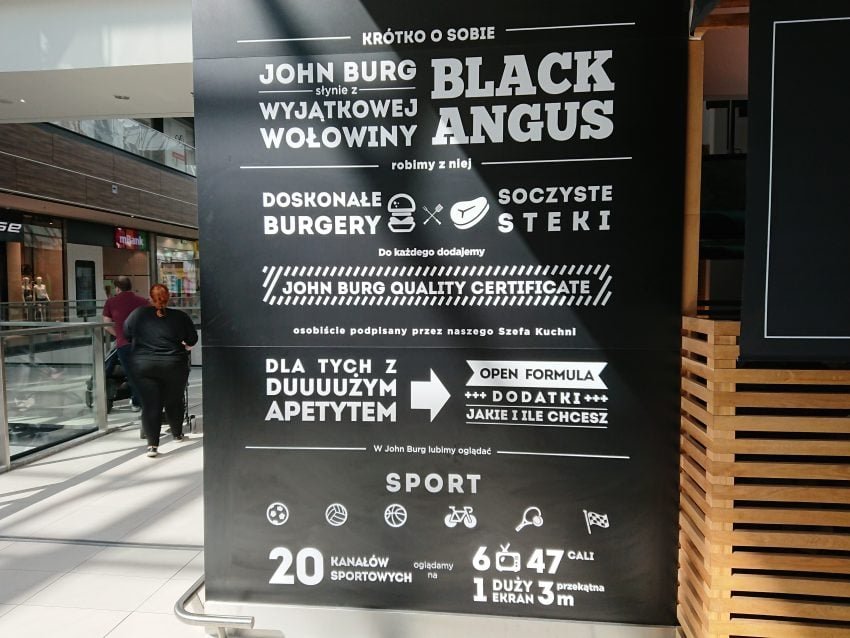 KRÓTKO O SOBIE
JOHN BURG
słynie z
WYJĄTKOWEJ
WOŁOWINY
BLACK
ANGUS
robimy z niej
DOSKONAŁE
BURGERY
SOCZYSTE
STEKI
Do każdego dodajemy
JOHN BURG QUALITY CERTIFICATE
osobiście podpisany przez naszego Szefa Kuchni
DLA TYCH Z
DUUUUŻYM
APETYTEM
OPEN FORMULA
+++ DODATKI +++
JAKIE I ILE CHCESZ
W John Burg lubimy oglądać
SPORT
20 KANAŁÓW
SPORTOWYCH
oglądamy
na
6 47 CALI
1 DUŻY
EKRAN 3m
przekątna
mBank